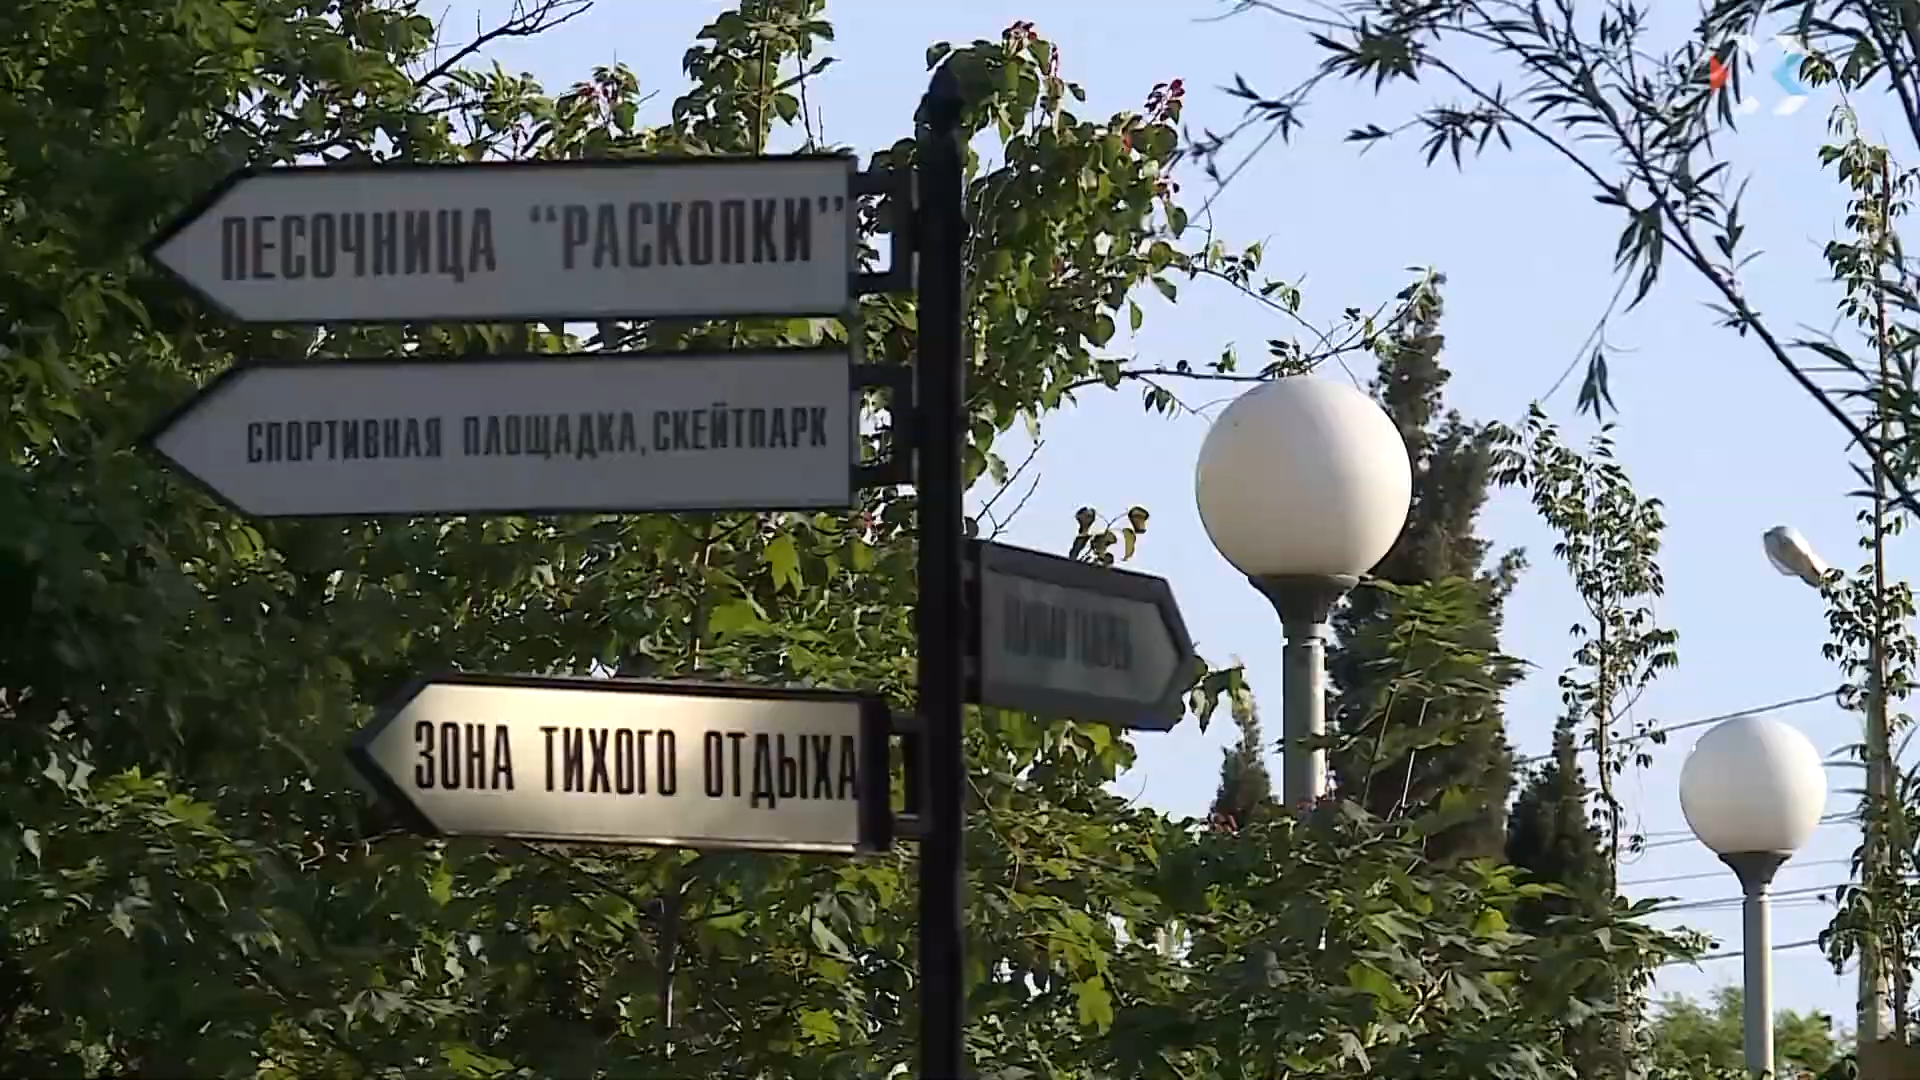 ПЕСОЧНИЦА “РАСКОПКИ”
СПОРТИВНАЯ ПЛОЩАДКА, СКЕЙТПАРК
ЗОНА ТИХОГО ОТДЫХА